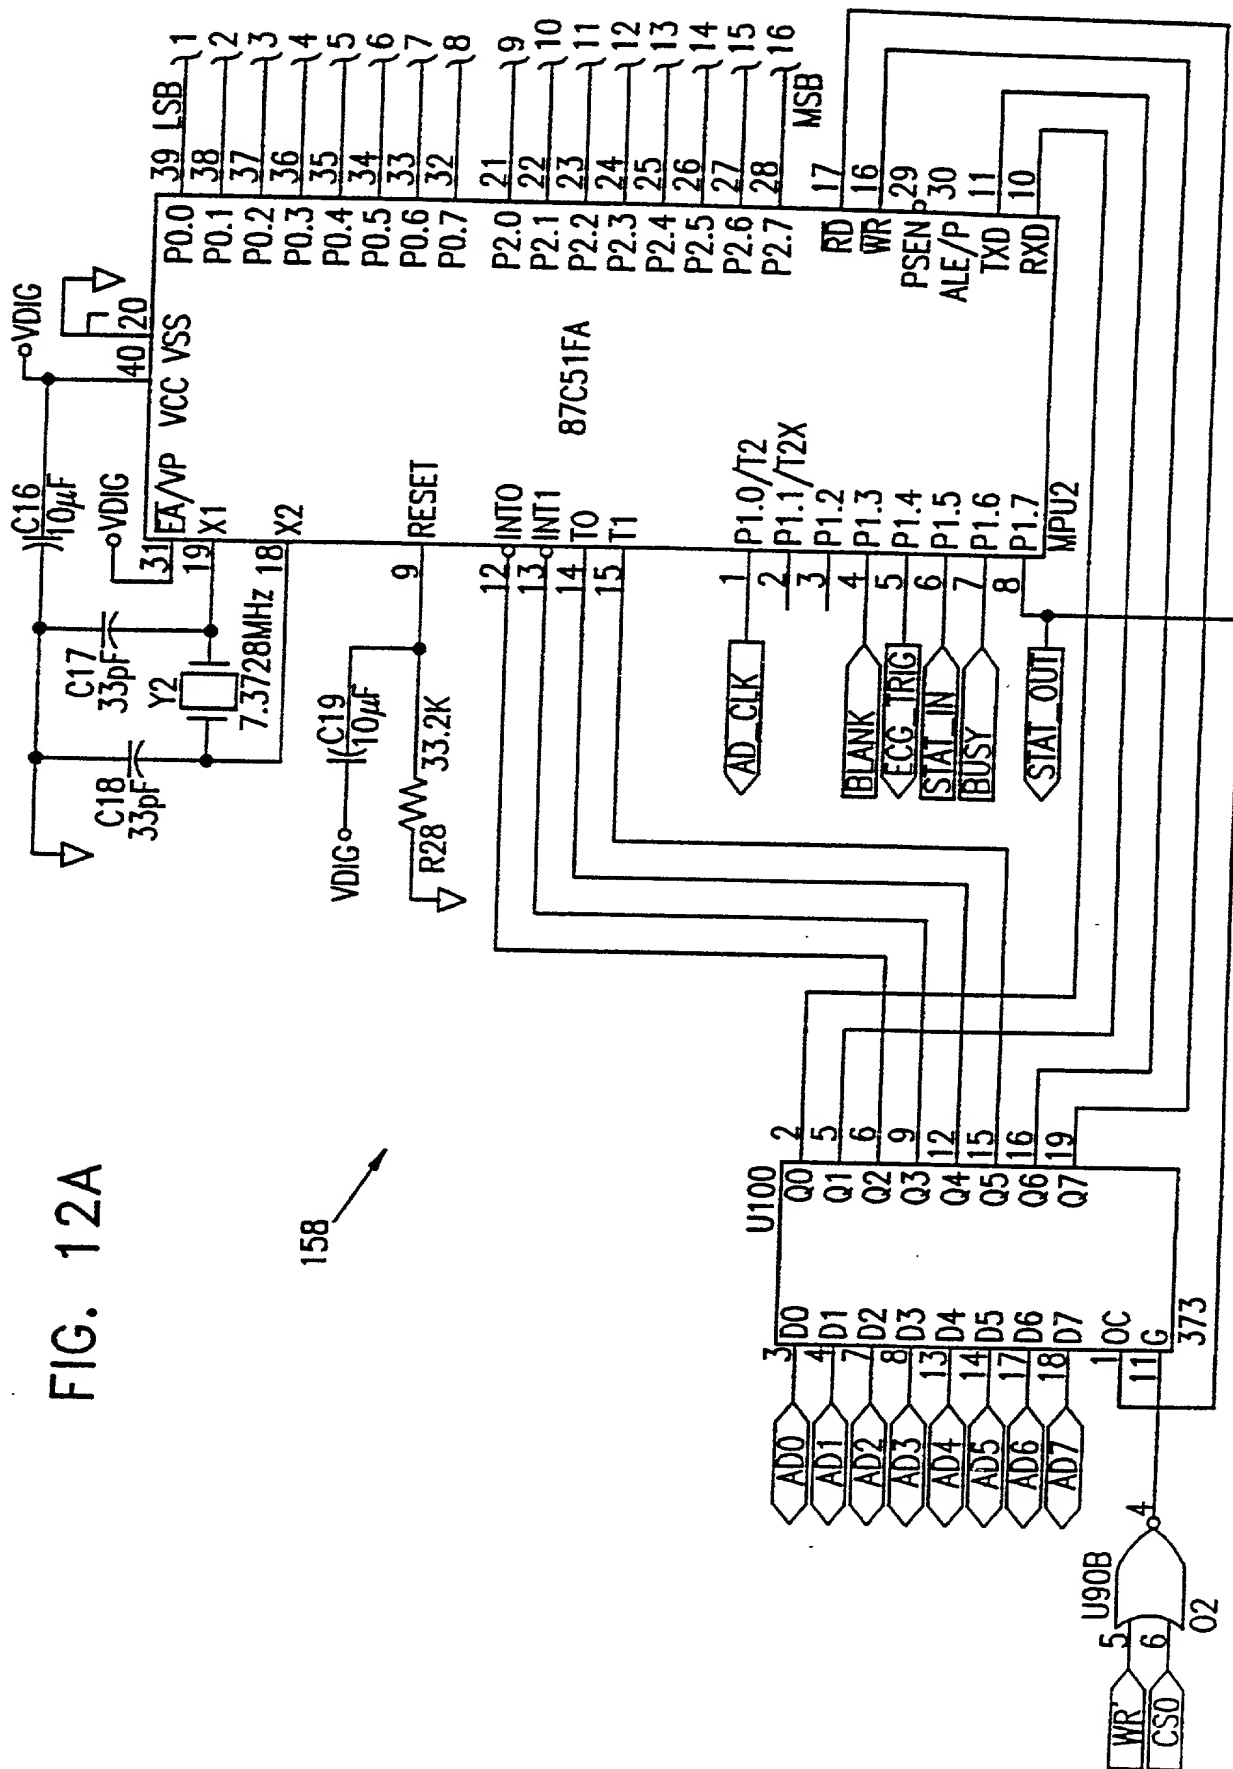 FIG. 12A
158
VDIG
C16
10µF
VDIG
C17
33pF
C18
33pF
Y2
7.3728MHz
31
19
18
EA/VP
X1
X2
40
20
VCC
VSS
VDIG
C19
10µF
R28
33.2K
9
RESET
12
13
14
15
INT0
INT1
T0
T1
87C51FA
1
2
3
4
5
6
7
8
P1.0/T2
P1.1/T2X
P1.2
P1.3
P1.4
P1.5
P1.6
P1.7
MPU2
AD_CLK
BLANK
ECG_TRIG
STAT_IN
BUSY
STAT_OUT
P0.0 39 LSB 1
P0.1 38 2
P0.2 37 3
P0.3 36 4
P0.4 35 5
P0.5 34 6
P0.6 33 7
P0.7 32 8
P2.0 21 9
P2.1 22 10
P2.2 23 11
P2.3 24 12
P2.4 25 13
P2.5 26 14
P2.6 27 15
P2.7 28 16
MSB
RD 17
WR 16
PSEN 29
ALE/P 30
TXD 11
RXD 10
U100
AD0 3 D0 Q0 2
AD1 4 D1 Q1 5
AD2 7 D2 Q2 6
AD3 8 D3 Q3 9
AD4 13 D4 Q4 12
AD5 14 D5 Q5 15
AD6 17 D6 Q6 16
AD7 18 D7 Q7 19
1 OC
11 G
373
U90B
WR' 5
CS0 6
4
02